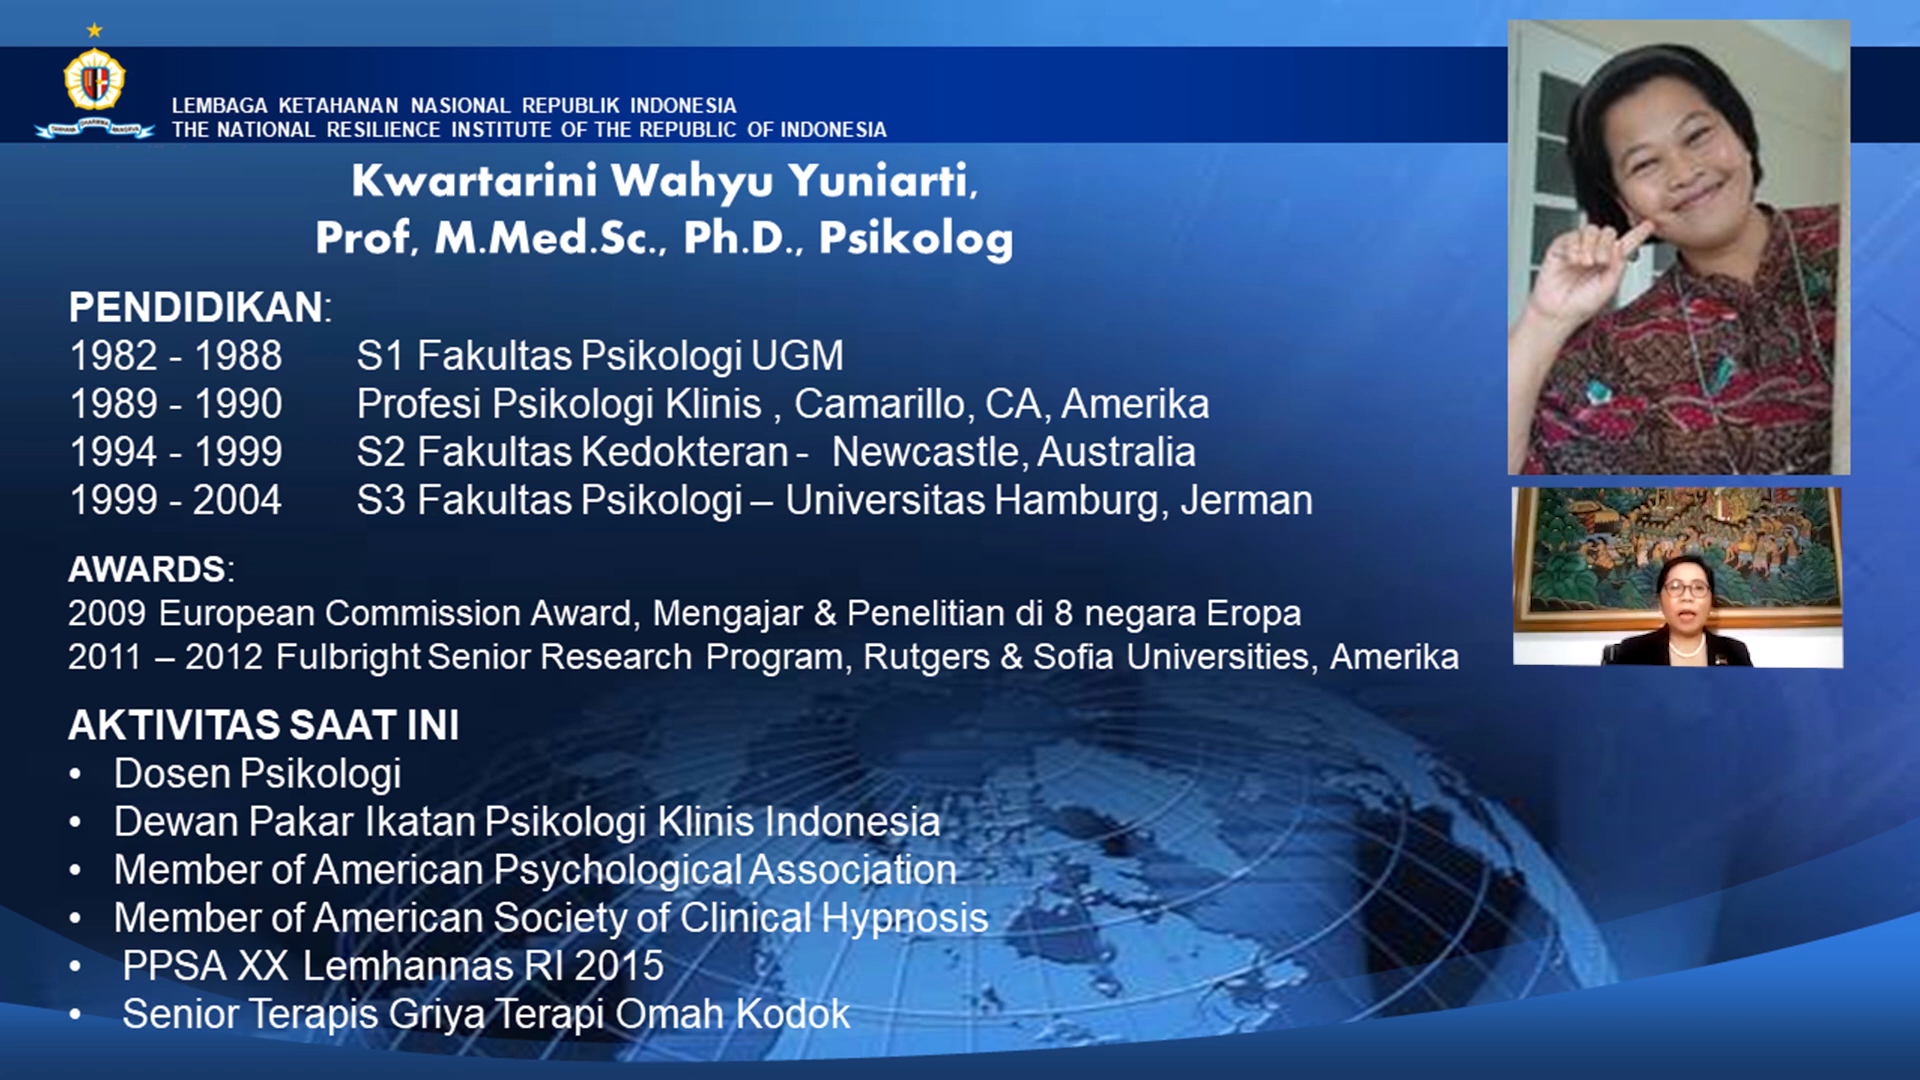 TANHANA DHARMMA MANGRVA
LEMBAGA KETAHANAN NASIONAL REPUBLIK INDONESIA
THE NATIONAL RESILIENCE INSTITUTE OF THE REPUBLIC OF INDONESIA
Kwartarini Wahyu Yuniarti,
Prof, M.Med.Sc., Ph.D., Psikolog
PENDIDIKAN:
1982 - 1988 S1 Fakultas Psikologi UGM
1989 - 1990 Profesi Psikologi Klinis , Camarillo, CA, Amerika
1994 - 1999 S2 Fakultas Kedokteran - Newcastle, Australia
1999 - 2004 S3 Fakultas Psikologi – Universitas Hamburg, Jerman
AWARDS:
2009 European Commission Award, Mengajar & Penelitian di 8 negara Eropa
2011 – 2012 Fulbright Senior Research Program, Rutgers & Sofia Universities, Amerika
AKTIVITAS SAAT INI
• Dosen Psikologi
• Dewan Pakar Ikatan Psikologi Klinis Indonesia
• Member of American Psychological Association
• Member of American Society of Clinical Hypnosis
• PPSA XX Lemhannas RI 2015
• Senior Terapis Griya Terapi Omah Kodok